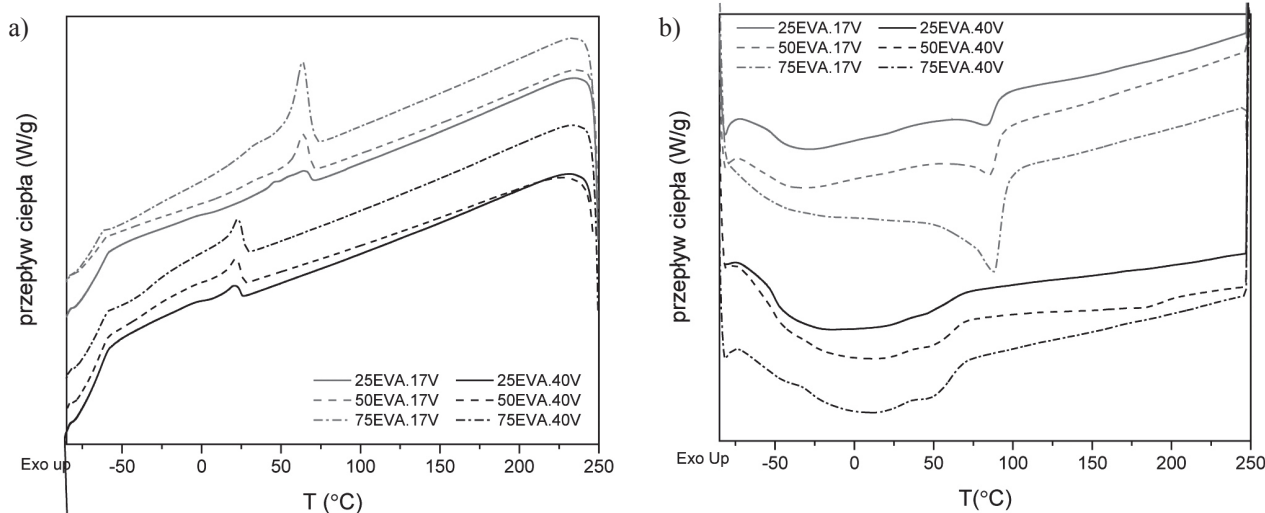 a)
przepływ ciepła (W/g)
25EVA.17V 25EVA.40V
50EVA.17V 50EVA.40V
75EVA.17V 75EVA.40V
Exo up
-50 0 50 100 150 200 250
T (°C)
b)
25EVA.17V 25EVA.40V
50EVA.17V 50EVA.40V
75EVA.17V 75EVA.40V
przepływ ciepła (W/g)
Exo Up
-50 0 50 100 150 200 250
T(°C)